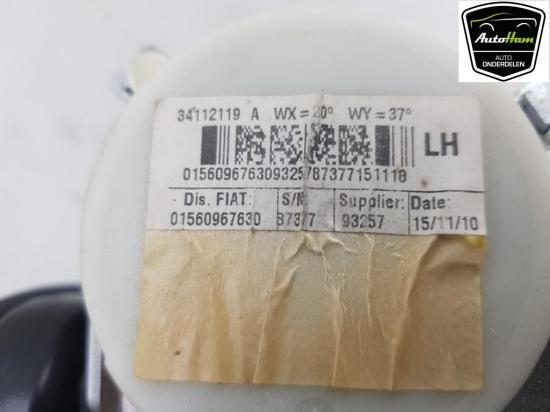 AutoHam
AUTO
ONDERDELEN
34112119 A WX=20° WY=37°
LH
015609676309325787377151110
Dis. FIAT: S/N Supplier: Date:
01560967630 87377 93257 15/11/10